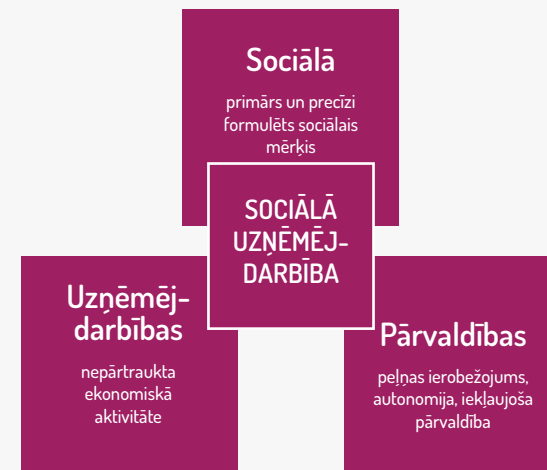 Sociālā
primārs un precīzi
formulēts sociālais
mērķis
SOCIĀLĀ
UZŅĒMĒJ-
DARBĪBA
Uzņēmēj-
darbības
nepārtraukta
ekonomiskā
aktivitāte
Pārvaldības
peļņas ierobežojums,
autonomija, iekļaujoša
pārvaldība